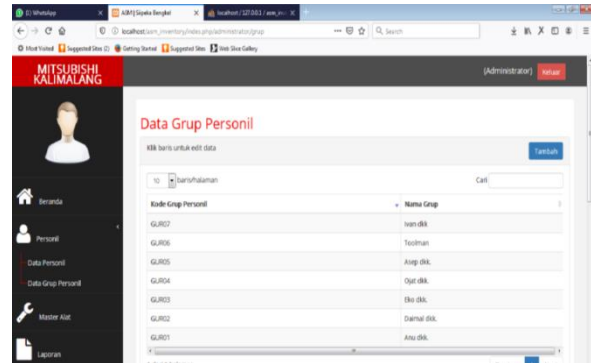 (1) WhatsApp
ASM | Sipeka Bengkel
localhost / 127.0.0.1 / asm_inv
localhost/asm_inventory/index.php/administrator/grup
Search
Most Visited Suggested Sites (2) Getting Started Suggested Sites Web Slice Gallery
MITSUBISHI
KALIMALANG
(Administrator) Keluar
Data Grup Personil
Klik baris untuk edit data
Tambah
10 baris/halaman
Cari
Beranda
Kode Grup Personil Nama Grup
GUR07 Ivan dkk
Personil
GUR06 Toolman
Data Personil
GUR05 Asep dkk.
Data Grup Personil
GUR04 Ojat dkk.
GUR03 Eko dkk.
Master Alat
GUR02 Daimal dkk.
GUR01 Anu dkk.
Laporan